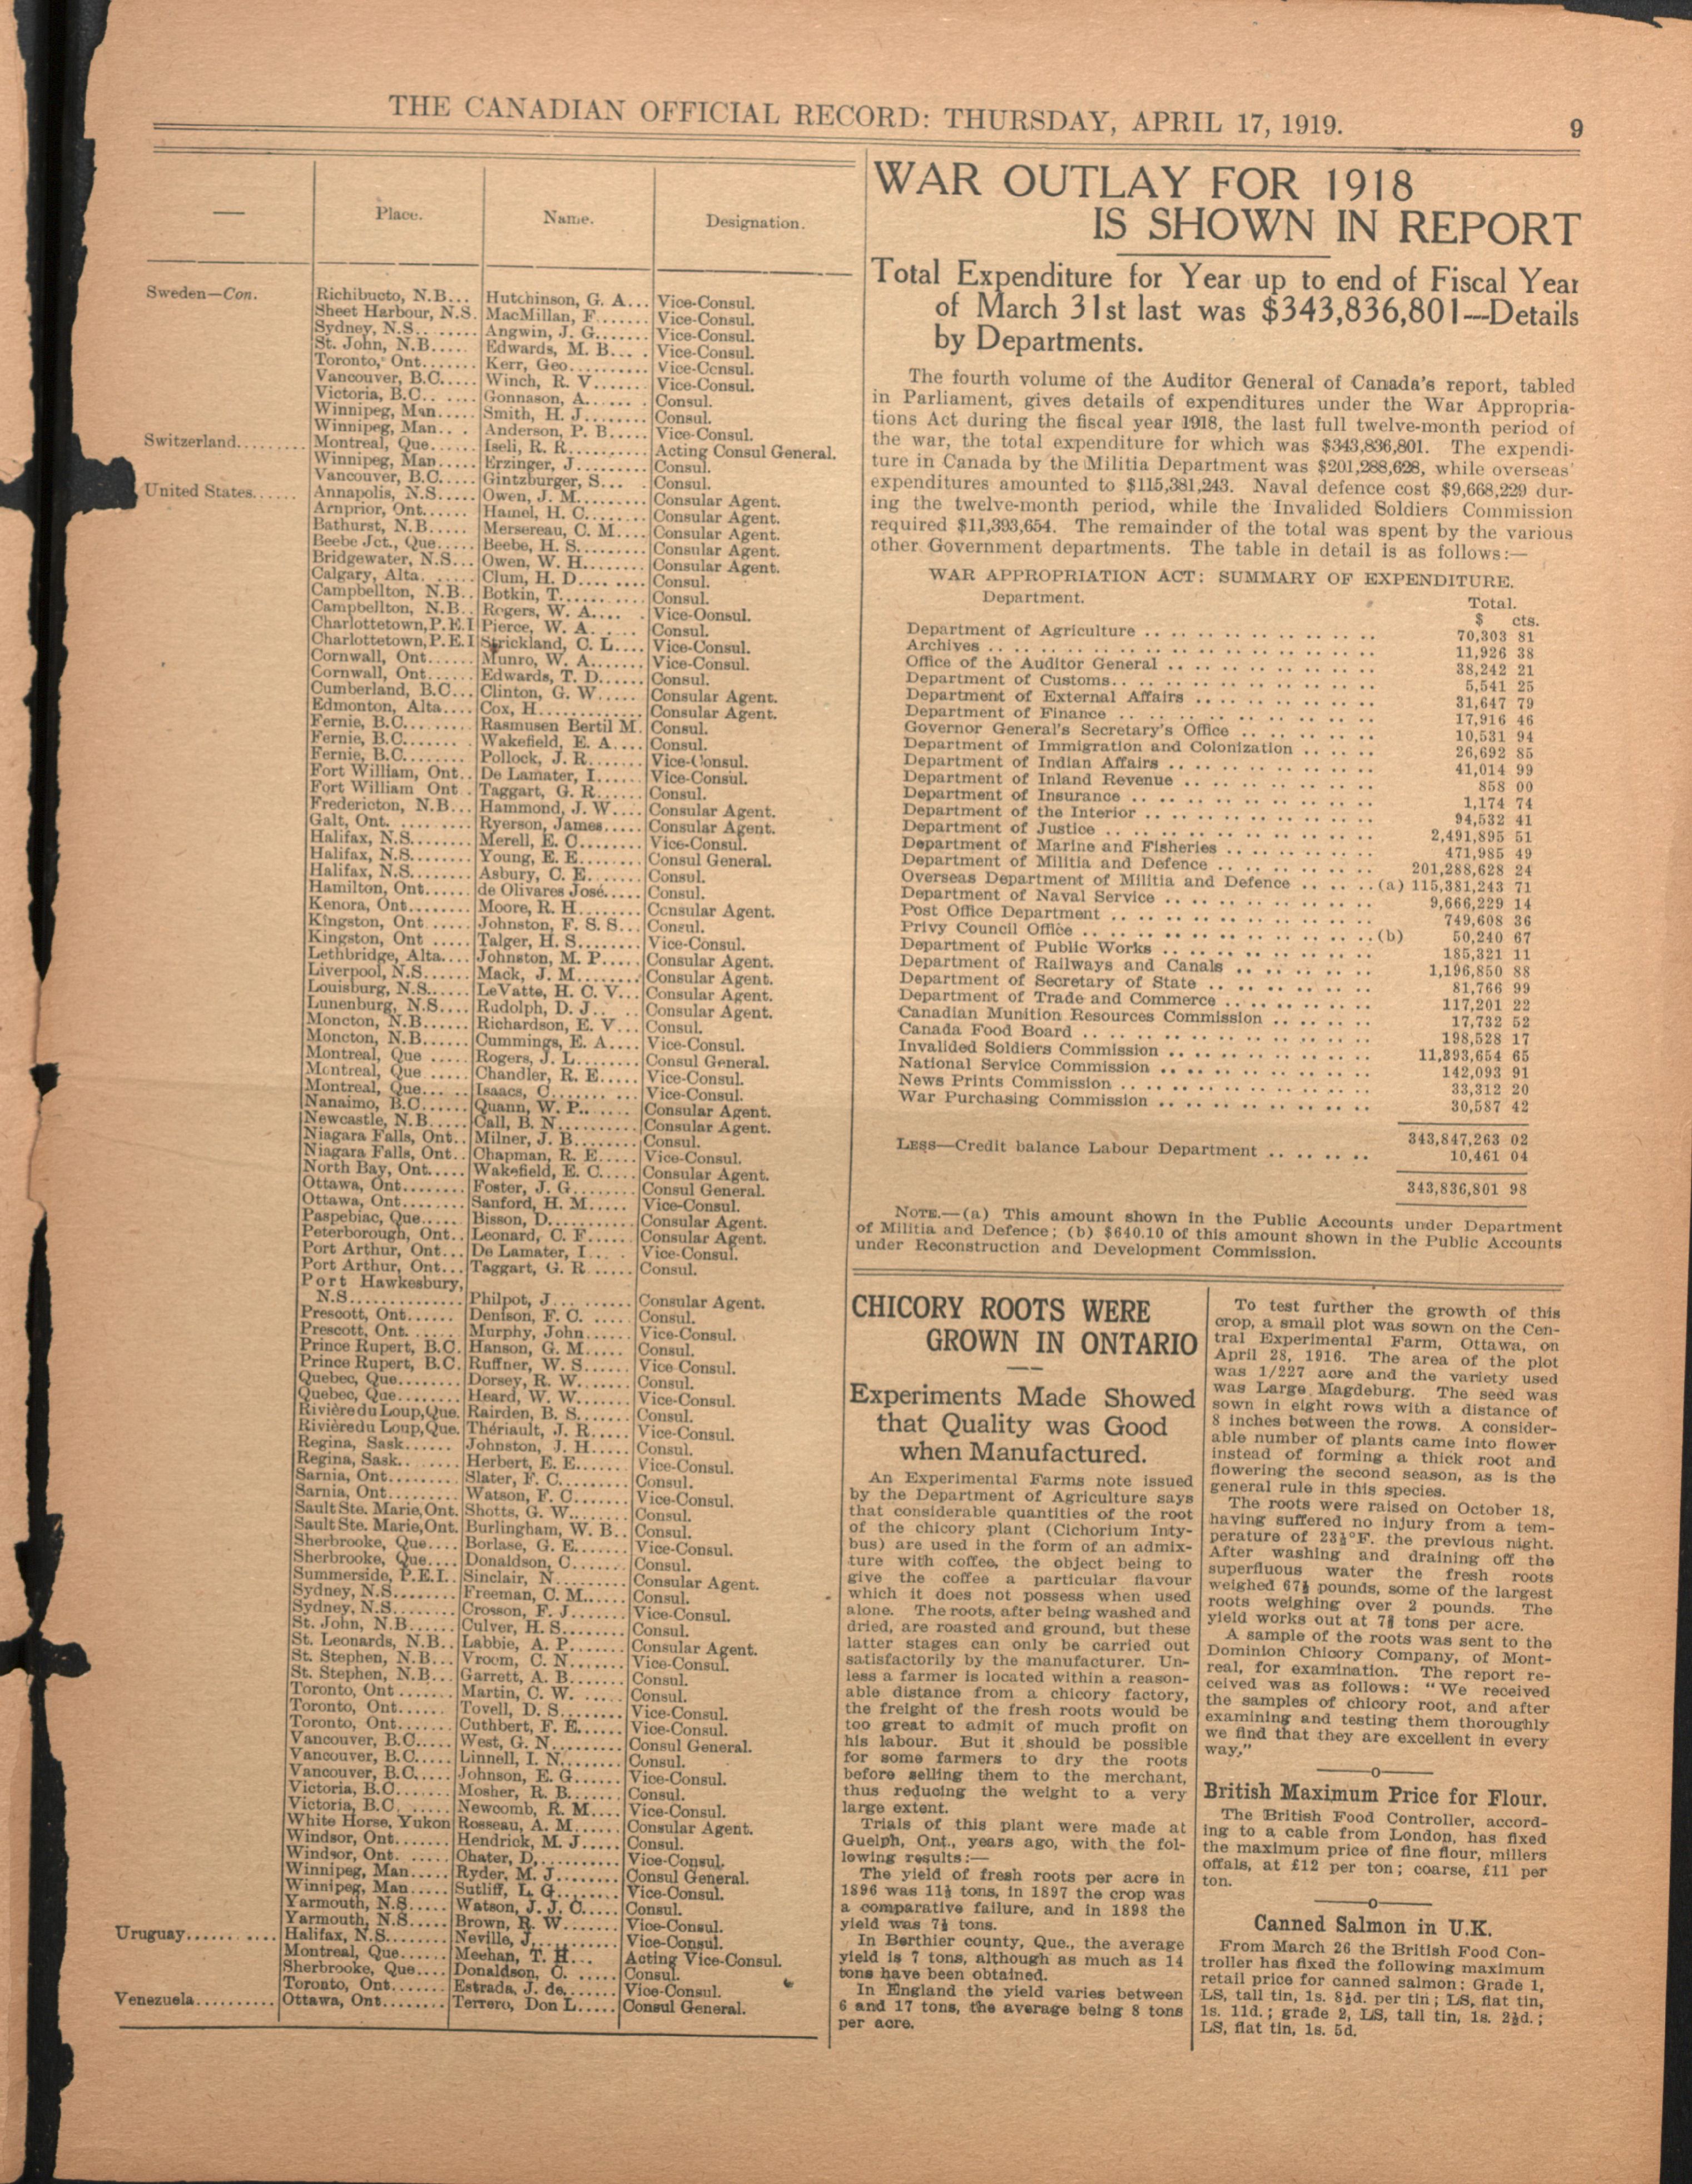 THE CANADIAN OFFICIAL RECORD: THURSDAY, APRIL 17, 1919. 9
— Place. Name. Designation.
Sweden—Con. Richibucto, N.B... Hutchinson, G. A... Vice-Consul.
Sheet Harbour, N.S. MacMillan, F....... Vice-Consul.
Sydney, N.S......... Angwin, J. G....... Vice-Consul.
St. John, N.B..... Edwards, M. B.... Vice-Consul.
Toronto, Ont....... Kerr, Geo.......... Vice-Consul.
Vancouver, B.C..... Winch, R. V....... Vice-Consul.
Victoria, B.C...... Gonnason, A...... Consul.
Winnipeg, Man..... Smith, H. J........ Consul.
Winnipeg, Man... Anderson, P. B..... Vice-Consul.
Switzerland......... Montreal, Que...... Iseli, R. R.......... Acting Consul General.
Winnipeg, Man..... Erzinger, J......... Consul.
Vancouver, B.C..... Gintzburger, S... Consul.
United States...... Annapolis, N.S..... Owen, J. M......... Consular Agent.
Arnprior, Ont...... Hamel, H. C........ Consular Agent.
Bathurst, N.B..... Mersereau, C. M.... Consular Agent.
Beebe Jct., Que..... Beebe, H. S......... Consular Agent.
Bridgewater, N.S... Owen, W. H........ Consular Agent.
Calgary, Alta. ..... Clum, H. D........ Consul.
Campbellton, N.B.. Botkin, T.......... Consul.
Campbellton, N.B.. Rogers, W. A.... Vice-Oonsul.
Charlottetown, P.E.I Pierce, W. A. .... Consul.
Charlottetown, P.E.I Strickland, C. L.... Vice-Consul.
Cornwall, Ont...... Munro, W. A....... Vice-Consul.
Cornwall, Ont...... Edwards, T. D...... Consul.
Cumberland, B.C... Clinton, G. W..... Consular Agent.
Edmonton, Alta.... Cox, H............. Consular Agent.
Fernie, B.C........ Rasmusen Bertil M. Consul.
Fernie, B.C........ Wakefield, E. A.... Consul.
Fernie, B.C........ Pollock, J. R....... Vice-Consul.
Fort William, Ont.. De Lamater, I...... Vice-Consul.
Fort William Ont.. Taggart, G. R...... Consul.
Fredericton, N.B... Hammond, J. W.... Consular Agent.
Galt, Ont. ........ Ryerson, James..... Consular Agent.
Halifax, N.S........ Merell, E. C........ Vice-Consul.
Halifax, N.S........ Young, E. E........ Consul General.
Halifax, N.S........ Asbury, C. E....... Consul.
Hamilton, Ont...... de Olivares José..... Consul.
Kenora, Ont........ Moore, R. H........ Consular Agent.
Kingston, Ont ..... Johnston, F. S. S... Consul.
Kingston, Ont ..... Talger, H. S........ Vice-Consul.
Lethbridge, Alta.... Johnston, M. P..... Consular Agent.
Liverpool, N.S...... Mack, J. M........ Consular Agent.
Louisburg, N.S...... LeVatte, H. C. V... Consular Agent.
Lunenburg, N.S.... Rudolph, D. J.. .. Consular Agent.
Moncton, N.B...... Richardson, E. V... Consul.
Moncton, N.B...... Cummings, E. A.... Vice-Consul.
Montreal, Que ..... Rogers, J. L........ Consul General.
Montreal, Que ..... Chandler, R. E..... Vice-Consul.
Montreal, Que...... Isaacs, C........... Vice-Consul.
Nanaimo, B.C...... Quann, W. P.. ..... Consular Agent.
Newcastle, N.B..... Call, B. N.......... Consular Agent.
Niagara Falls, Ont.. Milner, J. B........ Consul.
Niagara Falls, Ont.. Chapman, R. E..... Vice-Consul.
North Bay, Ont..... Wakefield, E. C.... Consular Agent.
Ottawa, Ont........ Foster, J. G........ Consul General.
Ottawa, Ont........ Sanford, H. M..... Vice-Consul.
Paspebiac, Que..... Bisson, D........... Consular Agent.
Peterborough, Ont.. Leonard, C. F..... Consular Agent.
Port Arthur, Ont... De Lamater, I.... Vice-Consul.
Port Arthur, Ont... Taggart, G. R ..... Consul.
Port Hawkesbury,
N.S.............. Philpot, J... ...... Consular Agent.
Prescott, Ont...... Denison, F. C. ..... Consul.
Prescott, Ont. ..... Murphy, John...... Vice-Consul.
Prince Rupert, B.C. Hanson, G. M..... Consul.
Prince Rupert, B.C. Ruffner, W. S...... Vice-Consul.
Quebec, Que........ Dorsey, R. W....... Consul.
Quebec, Que........ Heard, W. W....... Vice-Consul.
Rivière du Loup, Que. Rairden, B. S....... Consul.
Rivière du Loup, Que. Thériault, J. R..... Vice-Consul.
Regina, Sask...... Johnston, J. H..... Consul.
Regina, Sask....... Herbert, E. E....... Vice-Consul.
Sarnia, Ont......... Slater, F. C......... Consul.
Sarnia, Ont......... Watson, F. C....... Vice-Consul.
Sault Ste. Marie, Ont. Shotts, G. W........ Consul.
Sault Ste. Marie, Ont. Burlingham, W. B.. Consul.
Sherbrooke, Que.... Borlase, G. E....... Vice-Consul.
Sherbrooke, Que.... Donaldson, C...... Consul.
Summerside, P.E.I.. Sinclair, N......... Consular Agent.
Sydney, N.S........ Freeman, C. M..... Consul.
Sydney, N.S........ Crosson, F. J....... Vice-Consul.
St. John, N.B...... Culver, H. S........ Consul.
St. Leonards, N.B.. Labbie, A. P....... Consular Agent.
St. Stephen, N.B... Vroom, C. N....... Vice-Consul.
St. Stephen, N.B... Garrett, A. B....... Consul.
Toronto, Ont ....... Martin, C. W. ..... Consul.
Toronto, Ont...... Tovell, D. S........ Vice-Consul.
Toronto, Ont....... Cuthbert, F. E...... Vice-Consul.
Vancouver, B.C..... West, G. N......... Consul General.
Vancouver, B.C..... Linnell, I. N........ Consul.
Vancouver, B.C..... Johnson, E. G...... Vice-Consul.
Victoria, B.C....... Mosher, R. B....... Consul.
Victoria, B.C. ..... Newcomb, R. M.... Vice-Consul.
White Horse, Yukon Rosseau, A. M...... Consular Agent.
Windsor, Ont....... Hendrick, M. J..... Consul.
Windsor, Ont. ..... Chater, D........... Vice-Consul.
Winnipeg, Man..... Ryder, M. J........ Consul General.
Winnipeg, Man..... Sutliff, L. G........ Vice-Consul.
Yarmouth, N.S..... Watson, J. J. C..... Consul.
Yarmouth, N.S..... Brown, R. W....... Vice-Consul.
Uruguay...... .... Halifax, N.S........ Neville, J........... Vice-Consul.
Montreal, Que...... Meehan, T. H... Acting Vice-Consul.
Sherbrooke, Que.... Donaldson, C. ..... Consul.
Toronto, Ont....... Estrada, J. de...... Vice-Consul.
Venezuela.......... Ottawa, Ont........ Terrero, Don L..... Consul General.
WAR OUTLAY FOR 1918
IS SHOWN IN REPORT
Total Expenditure for Year up to end of Fiscal Year
of March 31st last was $343,836,801—Details
by Departments.
The fourth volume of the Auditor General of Canada's report, tabled
in Parliament, gives details of expenditures under the War Appropria-
tions Act during the fiscal year 1918, the last full twelve-month period of
the war, the total expenditure for which was $343,836,801. The expendi-
ture in Canada by the Militia Department was $201,288,628, while overseas
expenditures amounted to $115,381,243. Naval defence cost $9,668,229 dur-
ing the twelve-month period, while the Invalided Soldiers Commission
required $11,393,654. The remainder of the total was spent by the various
other Government departments. The table in detail is as follows:—
WAR APPROPRIATION ACT: SUMMARY OF EXPENDITURE.
Department. Total.
$ cts.
Department of Agriculture .. .. .. 70,303 81
Archives .. .. .. 11,926 38
Office of the Auditor General .. .. .. 38,242 21
Department of Customs.. .. .. 5,541 25
Department of External Affairs .. .. .. 31,647 79
Department of Finance .. .. .. 17,916 46
Governor General's Secretary's Office .. .. .. 10,531 94
Department of Immigration and Colonization .. .. .. 26,692 85
Department of Indian Affairs .. .. .. 41,014 99
Department of Inland Revenue .. .. .. 858 00
Department of Insurance .. .. .. 1,174 74
Department of the Interior .. .. .. 94,532 41
Department of Justice .. .. .. 2,491,895 51
Department of Marine and Fisheries .. .. .. 471,985 49
Department of Militia and Defence .. .. .. 201,288,628 24
Overseas Department of Militia and Defence .. .. ..(a) 115,381,243 71
Department of Naval Service .. .. .. 9,666,229 14
Post Office Department .. .. .. 749,608 36
Privy Council Office .. .. ..(b) 50,240 67
Department of Public Works .. .. .. 185,321 11
Department of Railways and Canals .. .. .. 1,196,850 88
Department of Secretary of State .. .. .. 81,766 99
Department of Trade and Commerce .. .. .. 117,201 22
Canadian Munition Resources Commission .. .. .. 17,732 52
Canada Food Board .. .. .. 198,528 17
Invalided Soldiers Commission .. .. .. 11,393,654 65
National Service Commission .. .. .. 142,093 91
News Prints Commission .. .. .. 33,312 20
War Purchasing Commission .. .. .. 30,587 42
343,847,263 02
LESS—Credit balance Labour Department .. .. .. 10,461 04
343,836,801 98
NOTE.—(a) This amount shown in the Public Accounts under Department
of Militia and Defence; (b) $640.10 of this amount shown in the Public Accounts
under Reconstruction and Development Commission.
CHICORY ROOTS WERE
GROWN IN ONTARIO
Experiments Made Showed
that Quality was Good
when Manufactured.
An Experimental Farms note issued
by the Department of Agriculture says
that considerable quantities of the root
of the chicory plant (Cichorium Inty-
bus) are used in the form of an admix-
ture with coffee, the object being to
give the coffee a particular flavour
which it does not possess when used
alone. The roots, after being washed and
dried, are roasted and ground, but these
latter stages can only be carried out
satisfactorily by the manufacturer. Un-
less a farmer is located within a reason-
able distance from a chicory factory,
the freight of the fresh roots would be
too great to admit of much profit on
his labour. But it should be possible
for some farmers to dry the roots
before selling them to the merchant,
thus reducing the weight to a very
large extent.
Trials of this plant were made at
Guelph, Ont., years ago, with the fol-
lowing results:—
The yield of fresh roots per acre in
1896 was 11½ tons, in 1897 the crop was
a comparative failure, and in 1898 the
yield was 7½ tons.
In Berthier county, Que., the average
yield is 7 tons, although as much as 14
tons have been obtained.
In England the yield varies between
6 and 17 tons, the average being 8 tons
per acre.
To test further the growth of this
crop, a small plot was sown on the Cen-
tral Experimental Farm, Ottawa, on
April 28, 1916. The area of the plot
was 1/227 acre and the variety used
was Large Magdeburg. The seed was
sown in eight rows with a distance of
8 inches between the rows. A consider-
able number of plants came into flower
instead of forming a thick root and
flowering the second season, as is the
general rule in this species.
The roots were raised on October 18,
having suffered no injury from a tem-
perature of 23½°F. the previous night.
After washing and draining off the
superfluous water the fresh roots
weighed 67½ pounds, some of the largest
roots weighing over 2 pounds. The
yield works out at 7⅝ tons per acre.
A sample of the roots was sent to the
Dominion Chicory Company, of Mont-
real, for examination. The report re-
ceived was as follows: "We received
the samples of chicory root, and after
examining and testing them thoroughly
we find that they are excellent in every
way."
British Maximum Price for Flour.
The British Food Controller, accord-
ing to a cable from London, has fixed
the maximum price of fine flour, millers
offals, at £12 per ton; coarse, £11 per
ton.
Canned Salmon in U.K.
From March 26 the British Food Con-
troller has fixed the following maximum
retail price for canned salmon: Grade 1,
LS, tall tin, 1s. 8½d. per tin; LS, flat tin,
1s. 11d.; grade 2, LS, tall tin, 1s. 2½d.;
LS, flat tin, 1s. 5d.